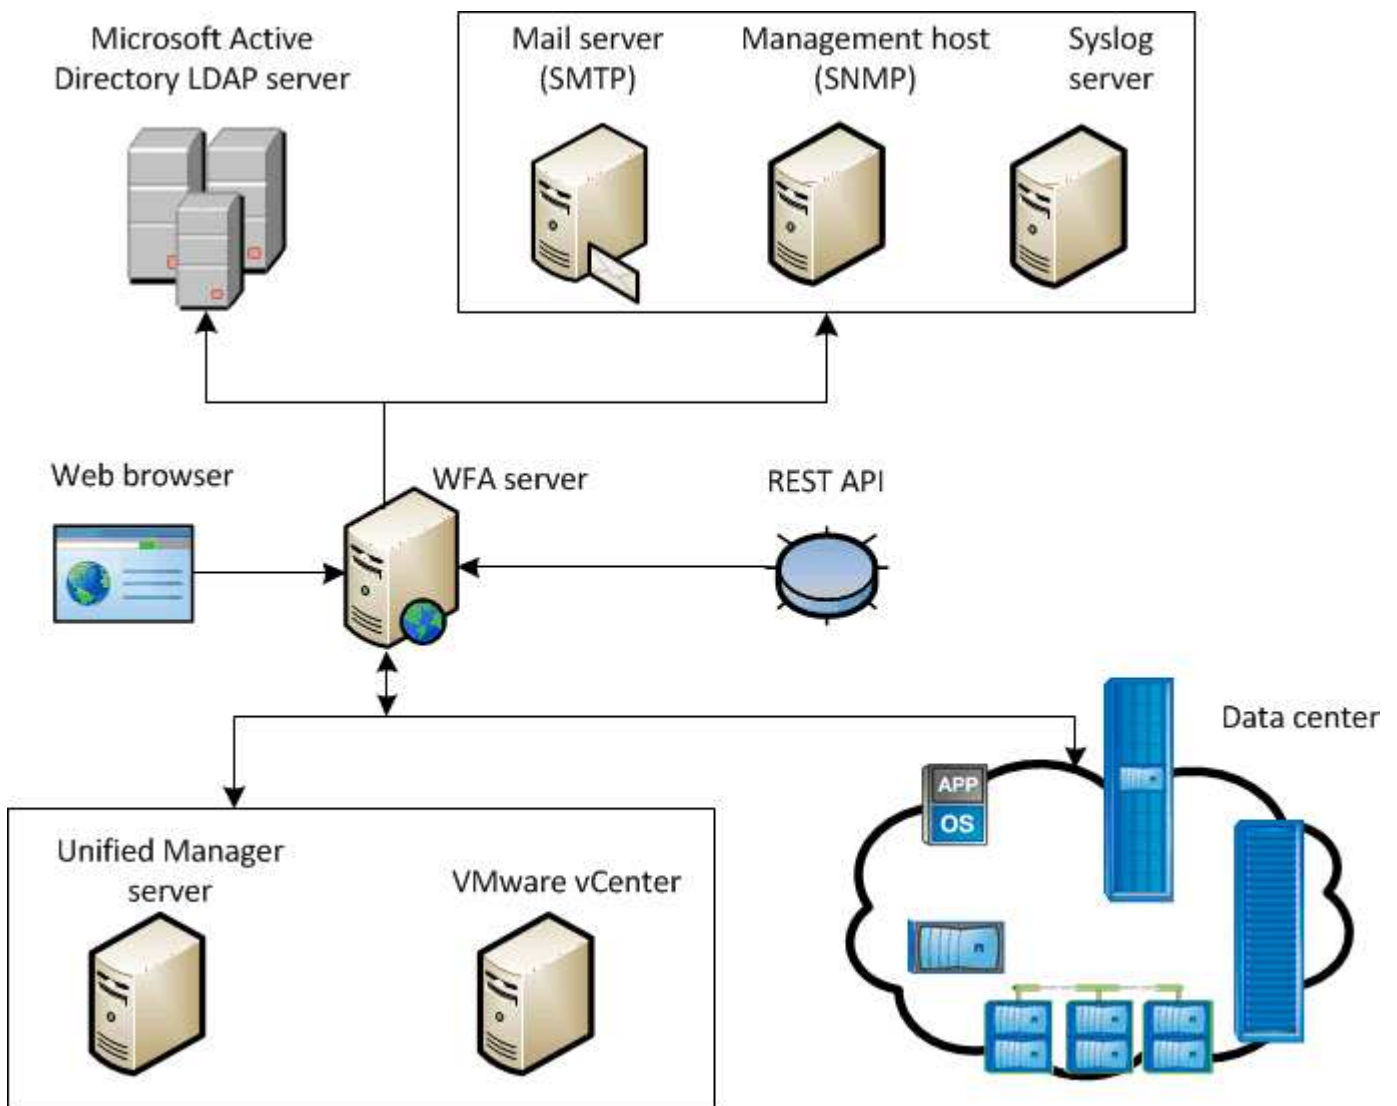 Microsoft Active
Directory LDAP server
Mail server
(SMTP)
Management host
(SNMP)
Syslog
server
Web browser
WFA server
REST API
Data center
APP
OS
Unified Manager
server
VMware vCenter